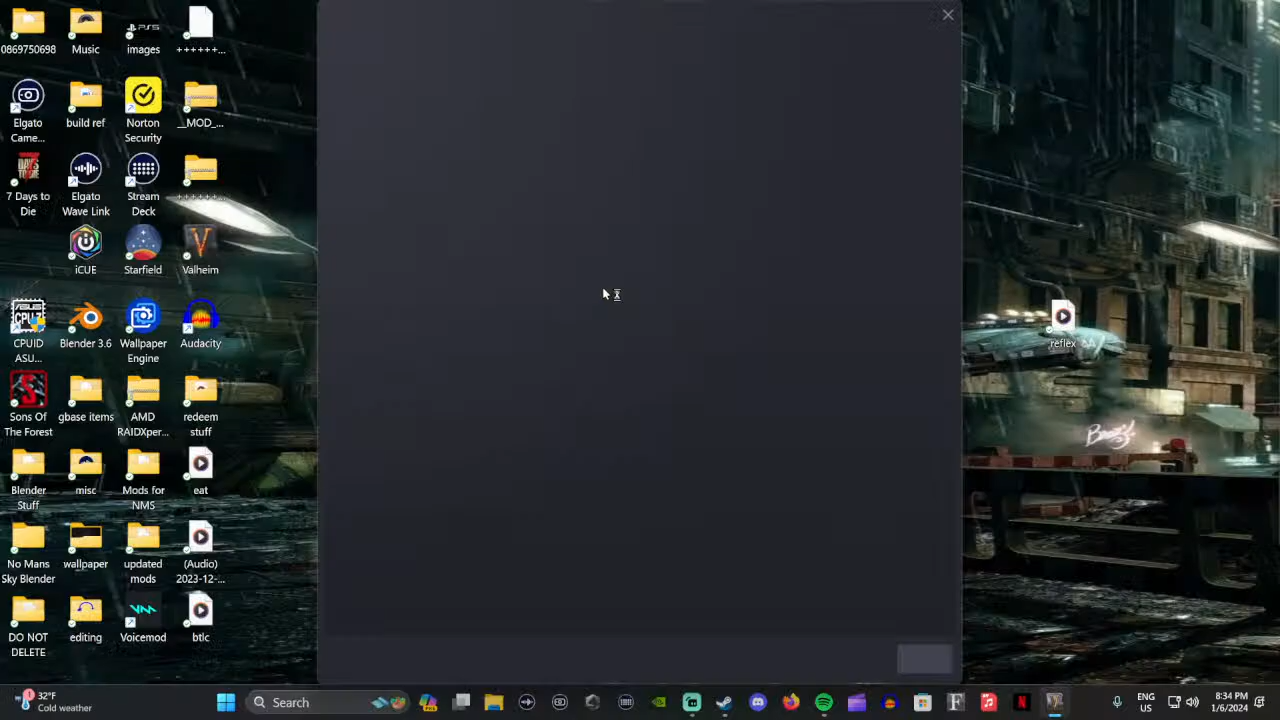 0869750698
Music
images
++++++...
Elgato
Came...
build ref
Norton
Security
__MOD_...
7 Days to
Die
Elgato
Wave Link
Stream
Deck
++++++...
iCUE
Starfield
Valheim
CPUID
ASU...
Blender 3.6
Wallpaper
Engine
Audacity
reflex
Sons Of
The Forest
gbase items
AMD
RAIDXper...
redeem
stuff
Blender
Stuff
misc
Mods for
NMS
eat
No Mans
Sky Blender
wallpaper
updated
mods
(Audio)
2023-12-...
DO NOT
DELETE
editing
Voicemod
btlc
32°F
Cold weather
Search
ENG
US
8:34 PM
1/6/2024